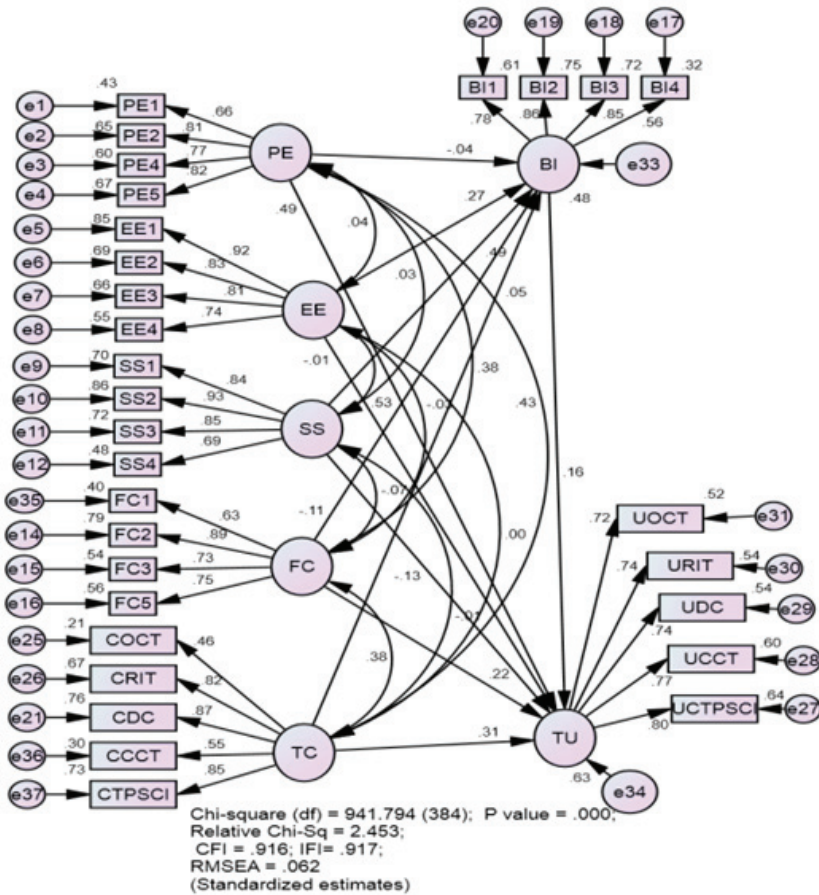 e20 e19 e18 e17
.61 .75 .72 .32
BI1 BI2 BI3 BI4
.78 .86 .85 .56
.43
e1 PE1 .66
e2 .65 PE2 .81
e3 .60 PE4 .77
e4 .67 PE5 .82
PE -.04 BI e33
.48
.49 .04 .27
e5 .85 EE1 .92
e6 .69 EE2 .83
e7 .66 EE3 .81
e8 .55 EE4 .74
EE .03 .49 .05
-.01 .38
e9 .70 SS1 .84
e10 .86 SS2 .93
e11 .72 SS3 .85
e12 .48 SS4 .69
SS .53 .43
.16
e35 .40 FC1 .63
e14 .79 FC2 .89
e15 .54 FC3 .73
e16 .56 FC5 .75
FC -.11 -.07 .00
-.13
.38 .22
.72 UOCT .52 e31
.74 URIT .54 e30
.74 UDC .54 e29
.77 UCCT .60 e28
.80 UCTPSCI .64 e27
e25 .21 COCT .46
e26 .67 CRIT .82
e21 .76 CDC .87
e36 .30 CCCT .55
e37 .73 CTPSCI .85
TC .31 TU
.63 e34
Chi-square (df) = 941.794 (384); P value = .000;
Relative Chi-Sq = 2.453;
CFI = .916; IFI= .917;
RMSEA = .062
(Standardized estimates)